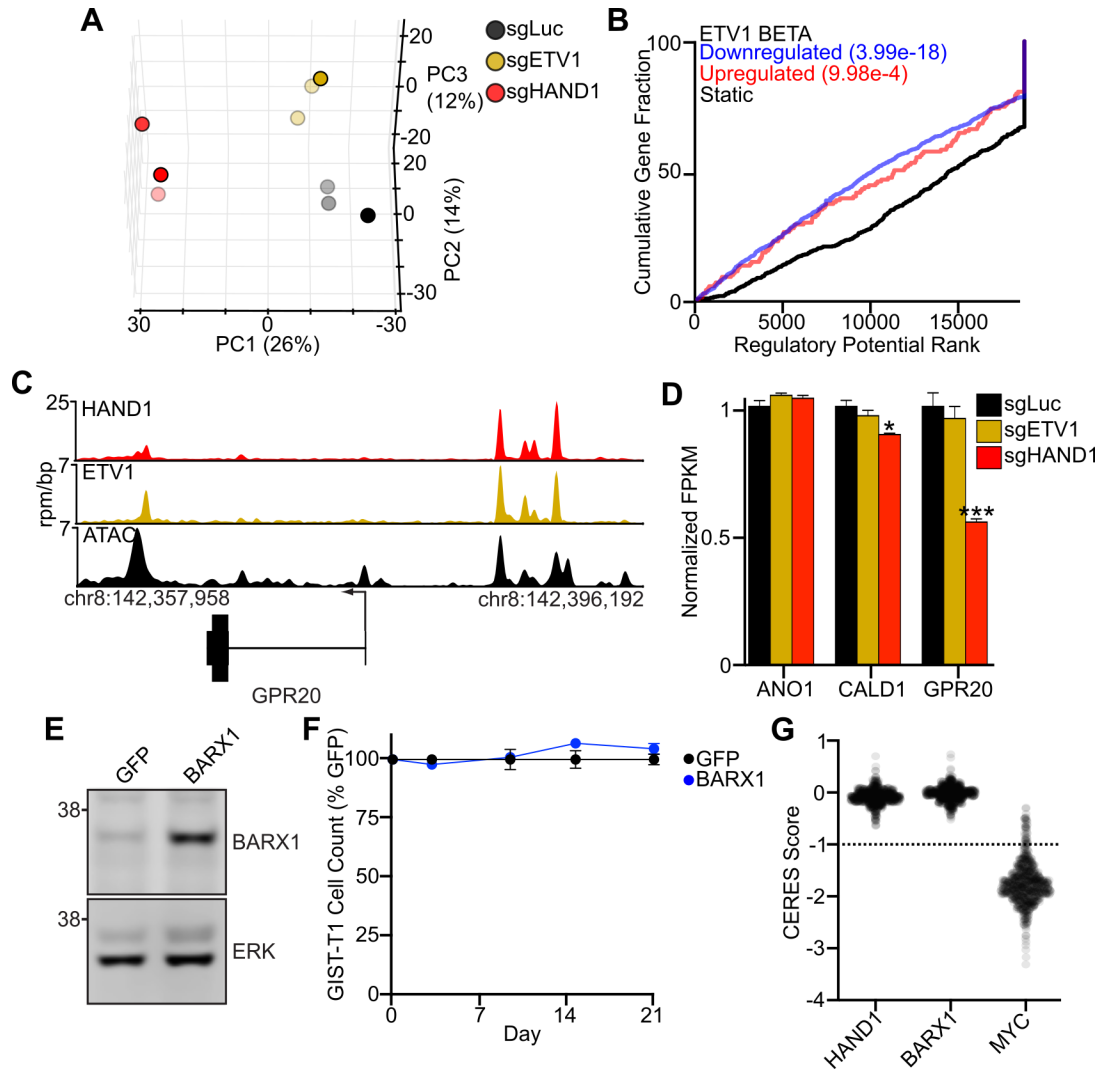 A
sgLuc
sgETV1
sgHAND1
20
0
-20
PC3
(12%)
20
0
-30
PC2 (14%)
30
0
-30
PC1 (26%)
B
ETV1 BETA
Downregulated (3.99e-18)
Upregulated (9.98e-4)
Static
100
50
0
Cumulative Gene Fraction
0
5000
10000
15000
Regulatory Potential Rank
C
25
HAND1
7
ETV1
7
ATAC
rpm/bp
chr8:142,357,958
chr8:142,396,192
GPR20
D
sgLuc
sgETV1
sgHAND1
1
0.5
0
Normalized FPKM
*
***
ANO1
CALD1
GPR20
E
GFP
BARX1
38
BARX1
38
ERK
F
GFP
BARX1
100
75
50
25
0
GIST-T1 Cell Count (% GFP)
0
7
14
21
Day
G
1
0
-1
-2
-3
-4
CERES Score
HAND1
BARX1
MYC